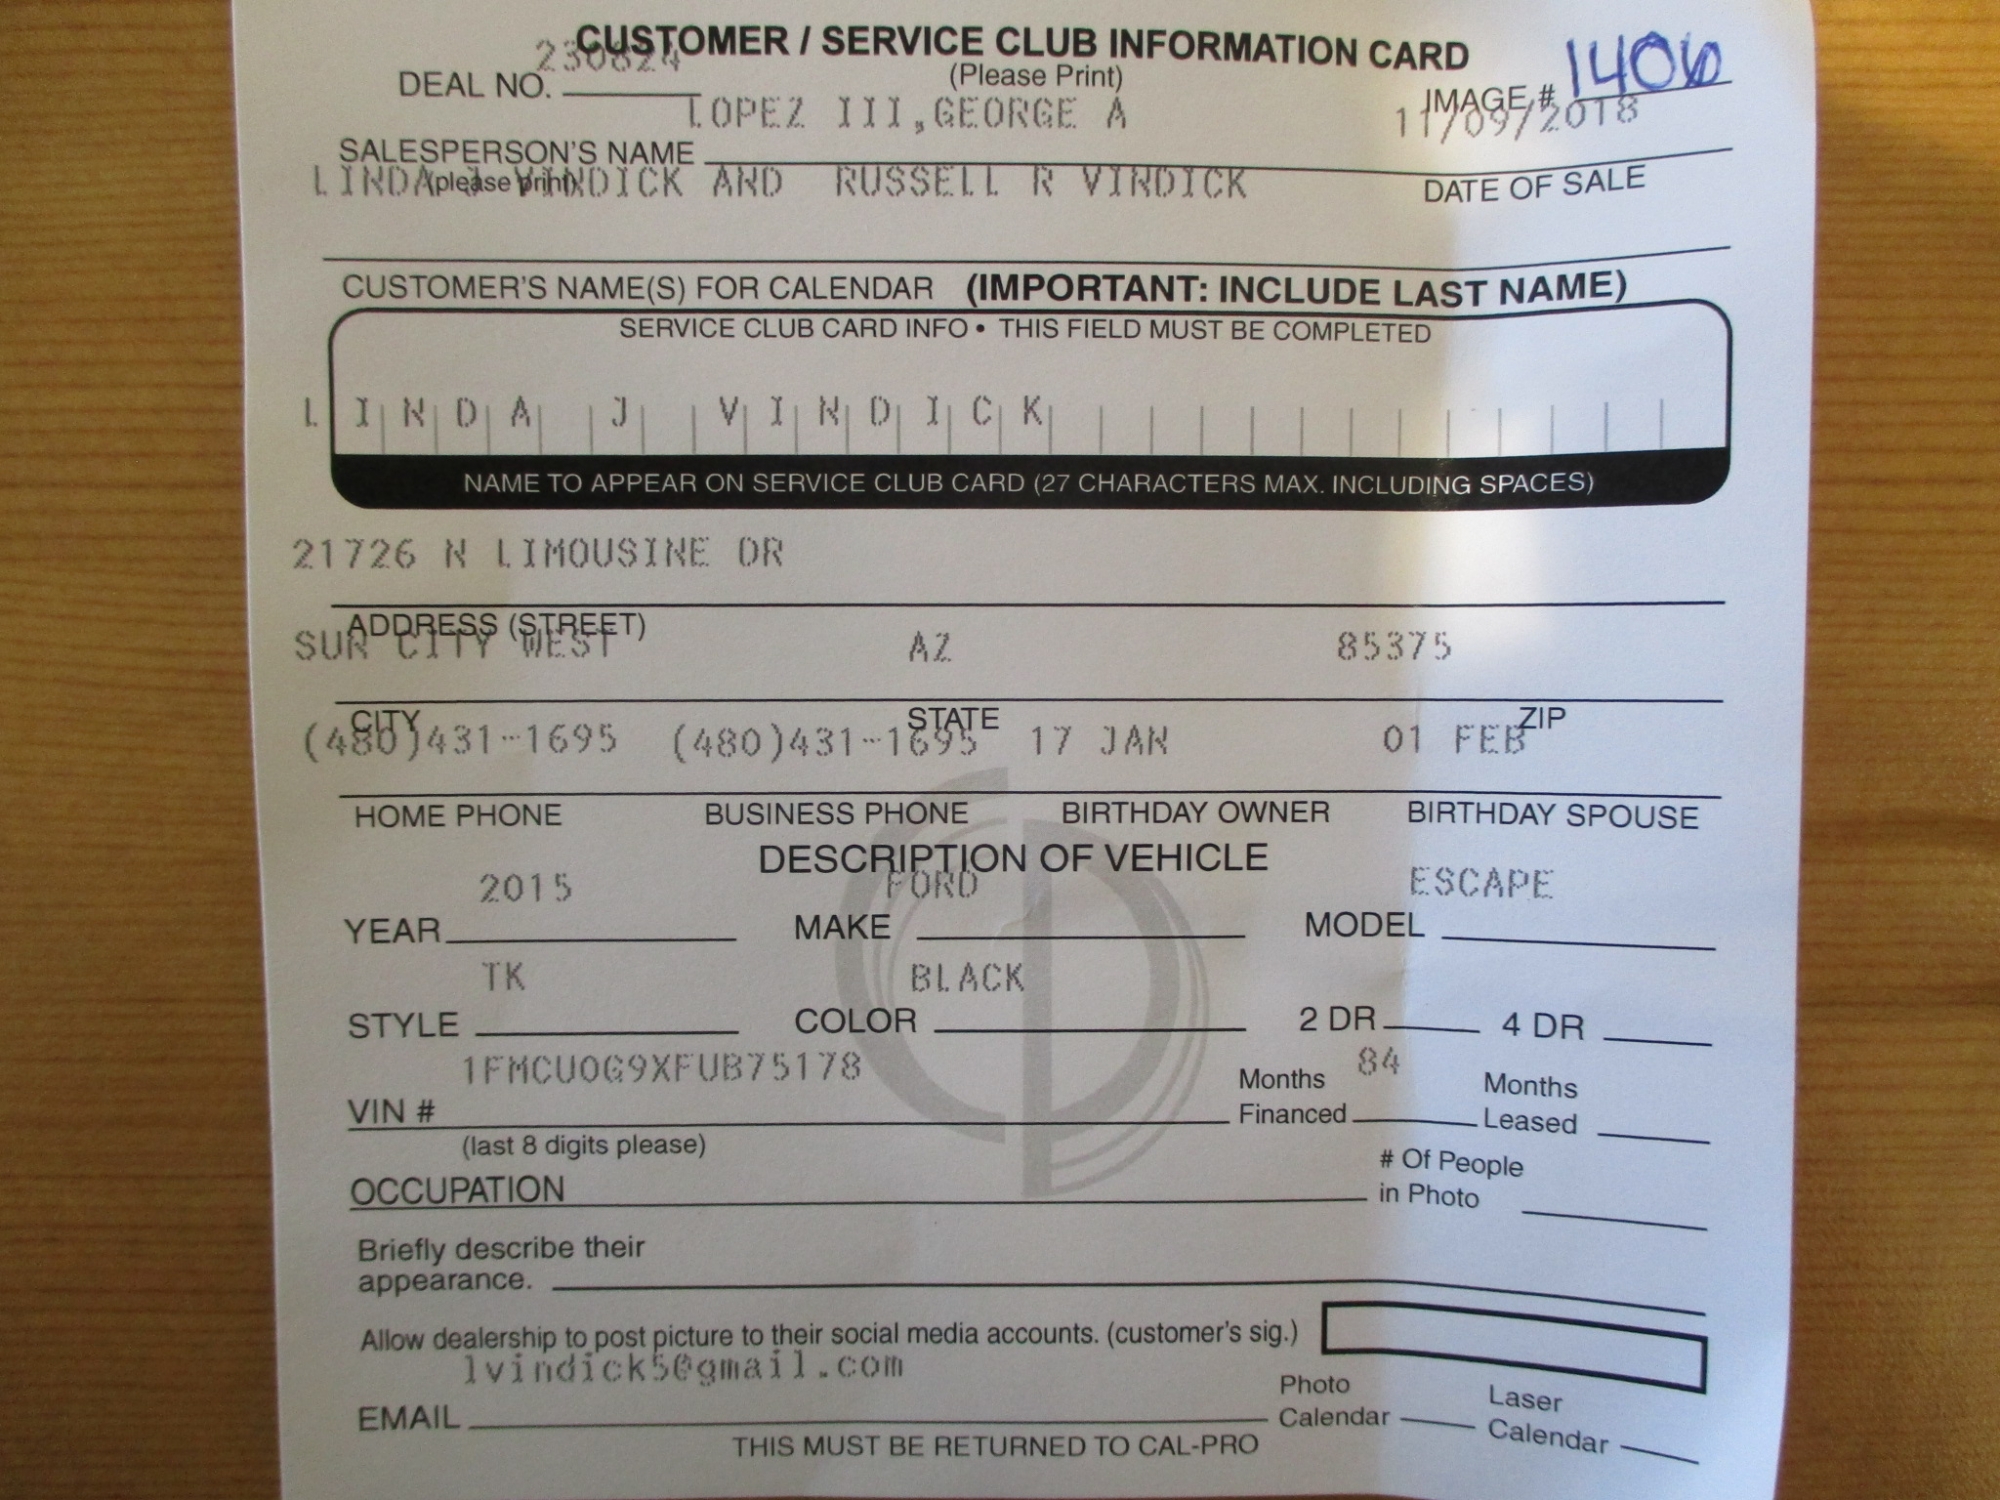 CUSTOMER / SERVICE CLUB INFORMATION CARD
(Please Print)
DEAL NO. 230824
IMAGE # 1406
LOPEZ III,GEORGE A 11/09/2018
SALESPERSON'S NAME
(please print)
DATE OF SALE
LINDA J VINDICK AND RUSSELL R VINDICK
CUSTOMER'S NAME(S) FOR CALENDAR (IMPORTANT: INCLUDE LAST NAME)
SERVICE CLUB CARD INFO • THIS FIELD MUST BE COMPLETED
LINDA J VINDICK
NAME TO APPEAR ON SERVICE CLUB CARD (27 CHARACTERS MAX. INCLUDING SPACES)
21726 N LIMOUSINE DR
ADDRESS (STREET)
SUN CITY WEST AZ 85375
CITY STATE ZIP
(480)431-1695 (480)431-1695 17 JAN 01 FEB
HOME PHONE BUSINESS PHONE BIRTHDAY OWNER BIRTHDAY SPOUSE
DESCRIPTION OF VEHICLE
2015 FORD ESCAPE
YEAR MAKE MODEL
TK BLACK
STYLE COLOR 2 DR 4 DR
1FMCU0G9XFUB75178 84
VIN # Months Financed Months Leased
(last 8 digits please)
OCCUPATION # Of People in Photo
Briefly describe their
appearance.
Allow dealership to post picture to their social media accounts. (customer's sig.)
lvindick5@gmail.com
EMAIL Photo Calendar Laser Calendar
THIS MUST BE RETURNED TO CAL-PRO